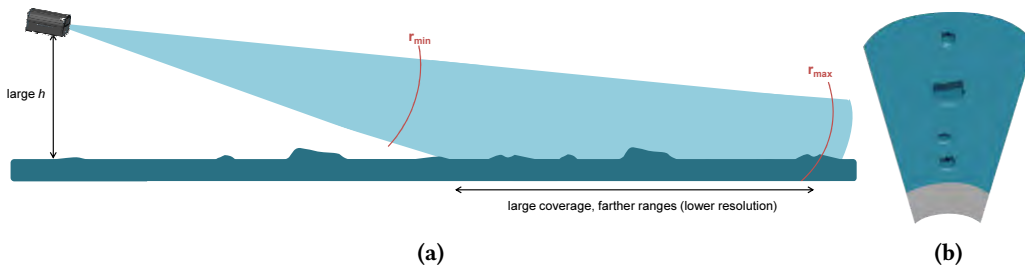 r_min
r_max
large h
large coverage, farther ranges (lower resolution)
(a)
(b)